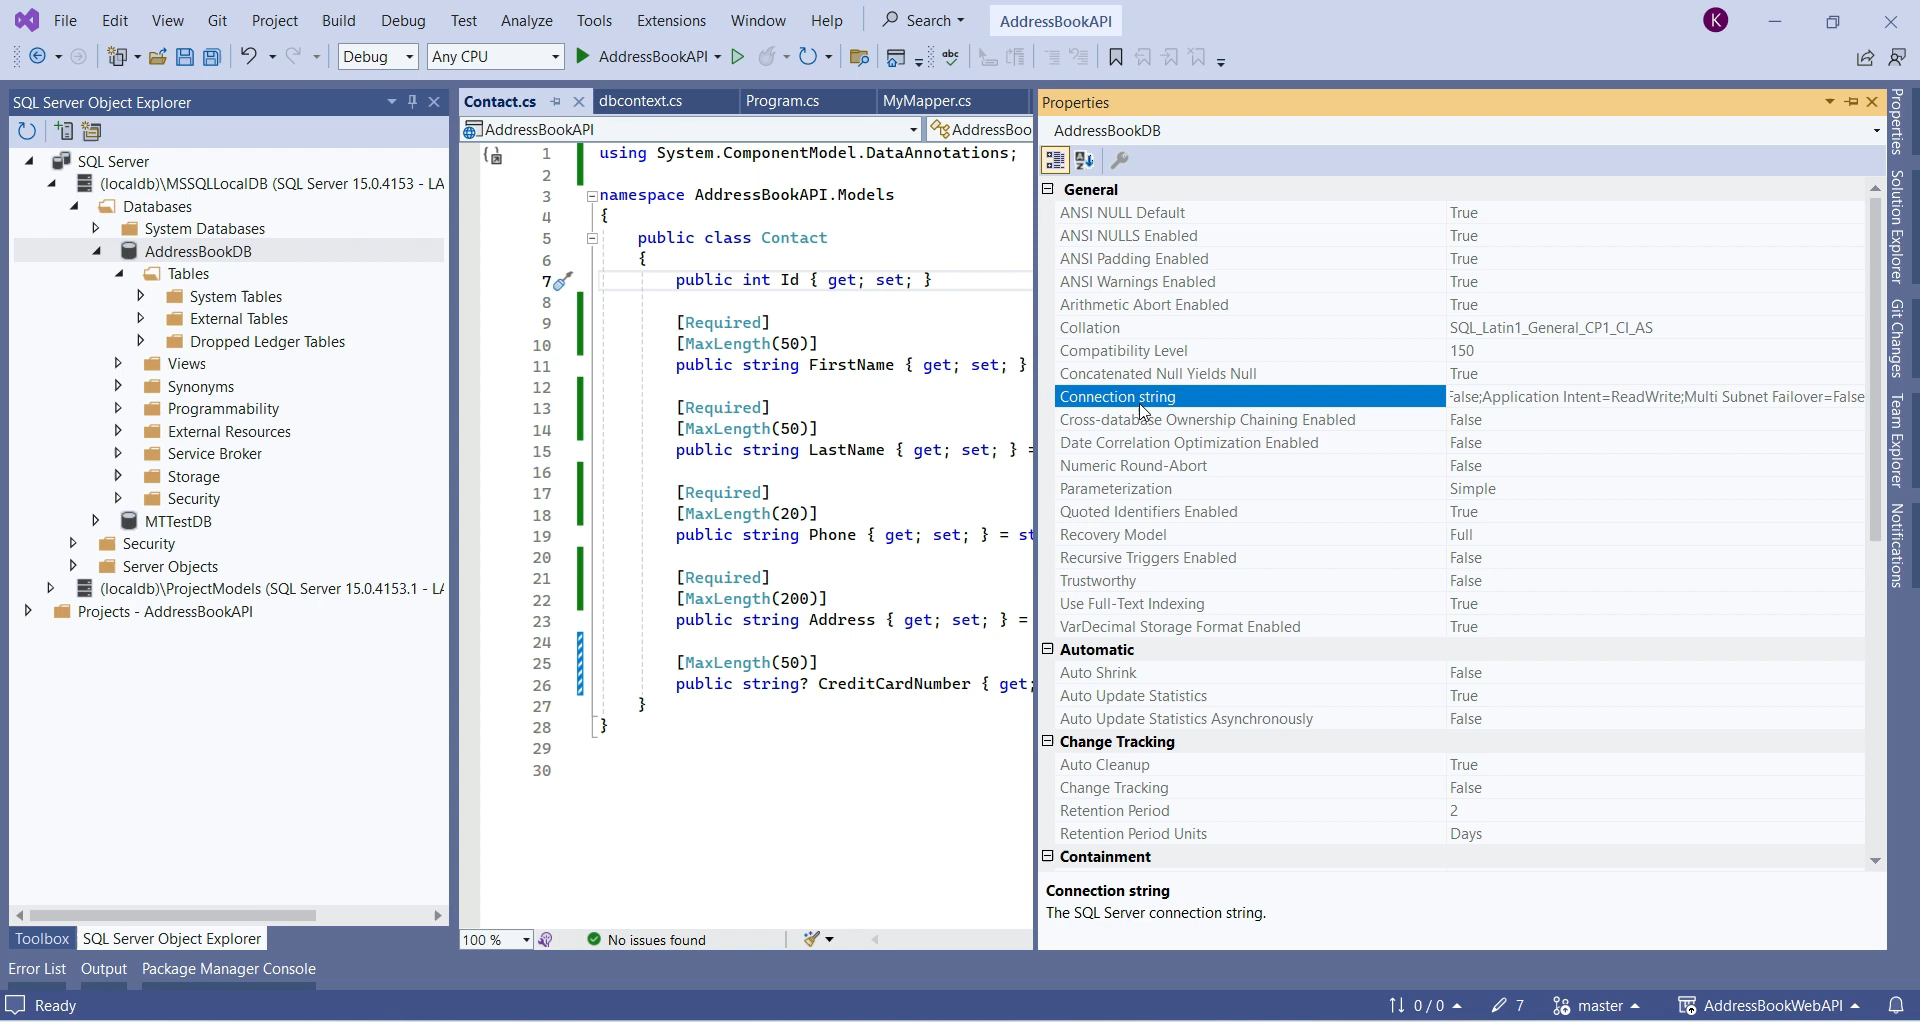 File Edit View Git Project Build Debug Test Analyze Tools Extensions Window Help Search AddressBookAPI K
Debug Any CPU AddressBookAPI abc
SQL Server Object Explorer
SQL Server
(localdb)\MSSQLLocalDB (SQL Server 15.0.4153 - LA
Databases
System Databases
AddressBookDB
Tables
System Tables
External Tables
Dropped Ledger Tables
Views
Synonyms
Programmability
External Resources
Service Broker
Storage
Security
MTTestDB
Security
Server Objects
(localdb)\ProjectModels (SQL Server 15.0.4153.1 - LA
Projects - AddressBookAPI
Toolbox SQL Server Object Explorer
Contact.cs dbcontext.cs Program.cs MyMapper.cs
AddressBookAPI AddressBoo
1 using System.ComponentModel.DataAnnotations;
2
3 namespace AddressBookAPI.Models
4 {
5 public class Contact
6 {
7 public int Id { get; set; }
8
9 [Required]
10 [MaxLength(50)]
11 public string FirstName { get; set; }
12
13 [Required]
14 [MaxLength(50)]
15 public string LastName { get; set; } =
16
17 [Required]
18 [MaxLength(20)]
19 public string Phone { get; set; } = st
20
21 [Required]
22 [MaxLength(200)]
23 public string Address { get; set; } =
24
25 [MaxLength(50)]
26 public string? CreditCardNumber { get;
27 }
28 }
29
30
100 % No issues found
Properties
AddressBookDB
General
ANSI NULL Default True
ANSI NULLS Enabled True
ANSI Padding Enabled True
ANSI Warnings Enabled True
Arithmetic Abort Enabled True
Collation SQL_Latin1_General_CP1_CI_AS
Compatibility Level 150
Concatenated Null Yields Null True
Connection string False;Application Intent=ReadWrite;Multi Subnet Failover=False
Cross-database Ownership Chaining Enabled False
Date Correlation Optimization Enabled False
Numeric Round-Abort False
Parameterization Simple
Quoted Identifiers Enabled True
Recovery Model Full
Recursive Triggers Enabled False
Trustworthy False
Use Full-Text Indexing True
VarDecimal Storage Format Enabled True
Automatic
Auto Shrink False
Auto Update Statistics True
Auto Update Statistics Asynchronously False
Change Tracking
Auto Cleanup True
Change Tracking False
Retention Period 2
Retention Period Units Days
Containment
Connection string
The SQL Server connection string.
Properties
Solution Explorer
Git Changes
Team Explorer
Notifications
Error List Output Package Manager Console
Ready 0 / 0 7 master AddressBookWebAPI